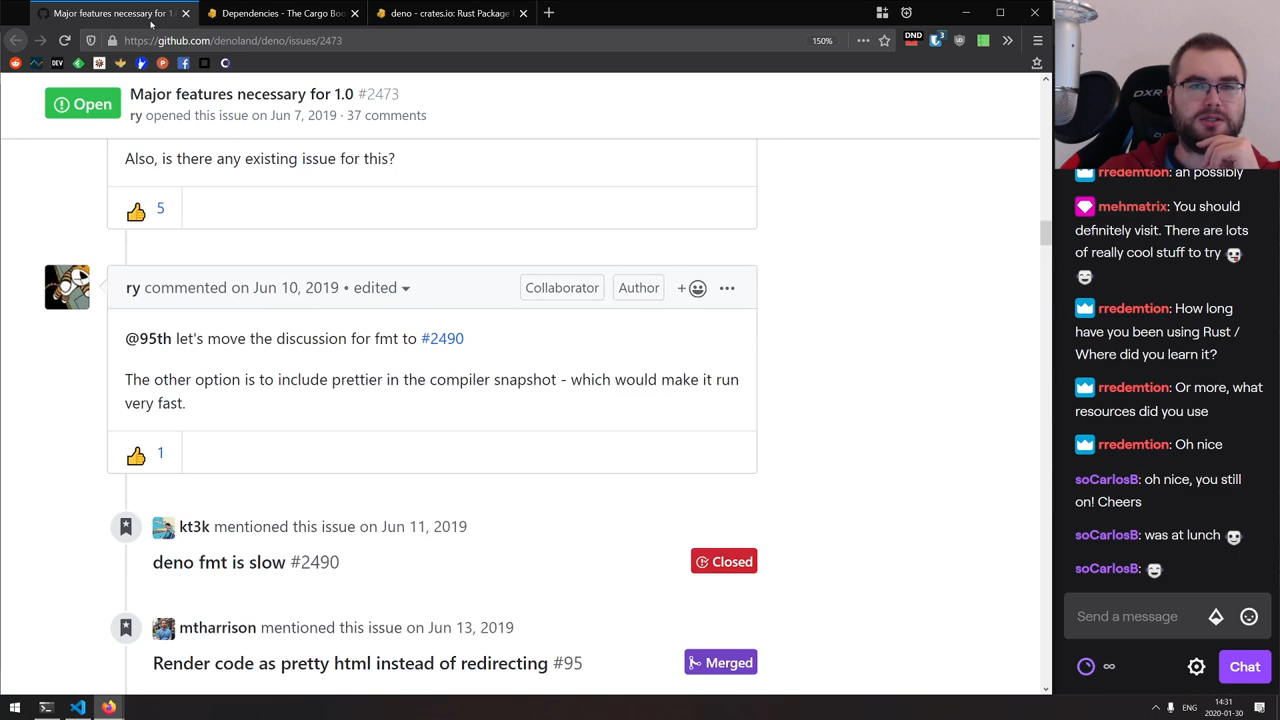 Major features necessary for 1.
Dependencies - The Cargo Boo
deno - crates.io: Rust Package
https://github.com/denoland/deno/issues/2473
150%
DND
3
DEV
Open
Major features necessary for 1.0 #2473
ry opened this issue on Jun 7, 2019 · 37 comments
Also, is there any existing issue for this?
5
ry commented on Jun 10, 2019 • edited
Collaborator
Author
@95th let's move the discussion for fmt to #2490
The other option is to include prettier in the compiler snapshot - which would make it run
very fast.
1
kt3k mentioned this issue on Jun 11, 2019
deno fmt is slow #2490
Closed
mtharrison mentioned this issue on Jun 13, 2019
Render code as pretty html instead of redirecting #95
Merged
DXR
rredemtion: ah possibly
mehmatrix: You should
definitely visit. There are lots
of really cool stuff to try
rredemtion: How long
have you been using Rust /
Where did you learn it?
rredemtion: Or more, what
resources did you use
rredemtion: Oh nice
soCarlosB: oh nice, you still
on! Cheers
soCarlosB: was at lunch
soCarlosB:
Send a message
∞
Chat
ENG
14:31
2020-01-30